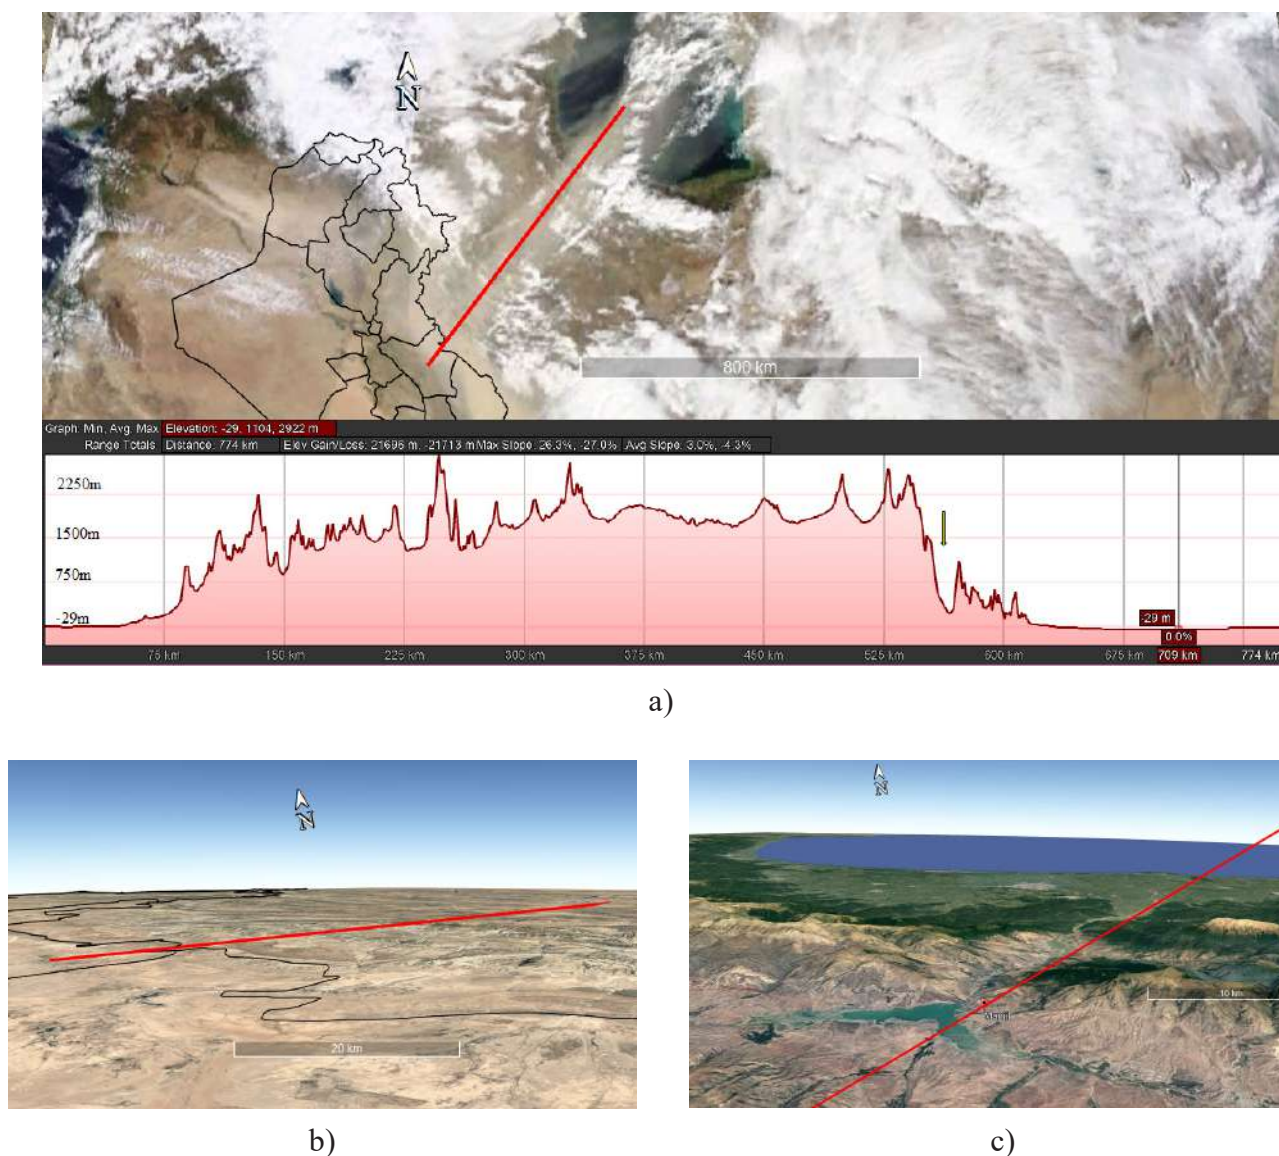 N
800 km
Graph: Min, Avg, Max Elevation: -29, 1104, 2922 m
Range Totals Distance: 774 km Elev Gain/Loss: 21696 m, -21713 m Max Slope: 26.3%, -27.0% Avg Slope: 3.0%, -4.3%
2250m
1500m
750m
-29m
-29 m
0.0%
75 km 150 km 225 km 300 km 375 km 450 km 525 km 600 km 675 km 709 km 774 km
a)
N
20 km
N
10 km
b)
c)